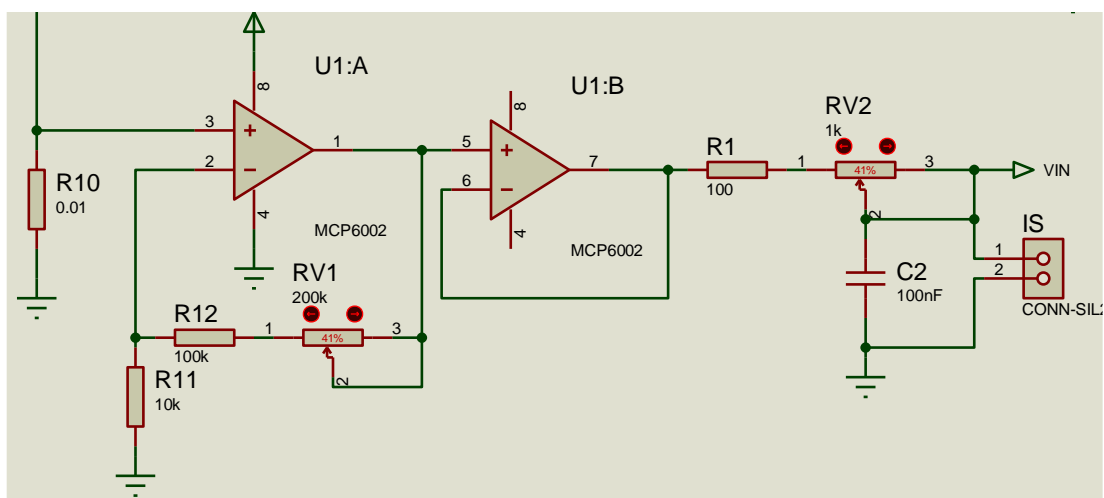 U1:A
8
3
2
1
4
MCP6002
R10
0.01
U1:B
8
5
6
7
4
MCP6002
R1
100
RV2
1k
1
41%
3
2
VIN
IS
1
2
CONN-SIL2
C2
100nF
RV1
200k
1
41%
3
2
R12
100k
R11
10k